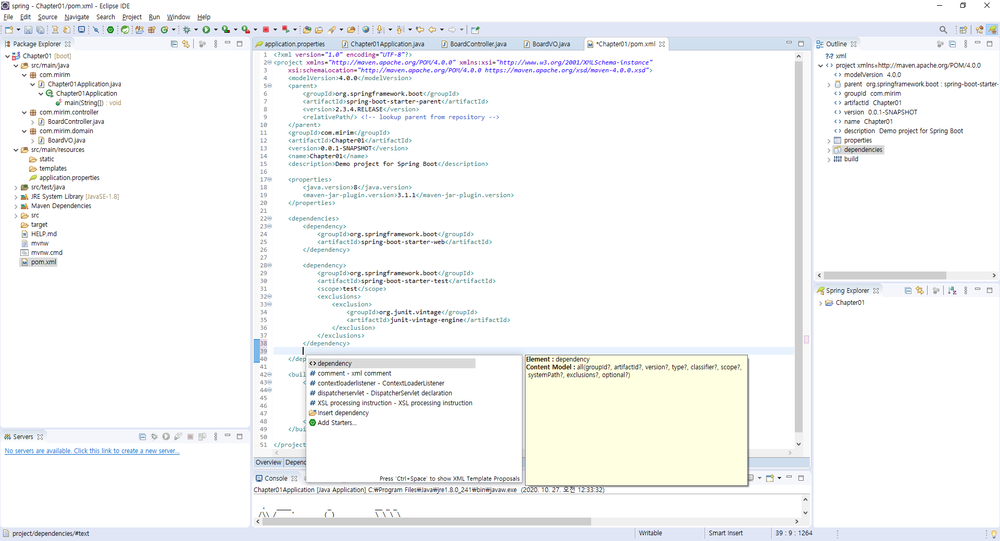 spring - Chapter01/pom.xml - Eclipse IDE
File Edit Source Navigate Search Project Run Window Help
Package Explorer
Chapter01 [boot]
src/main/java
com.mirim
Chapter01Application.java
Chapter01Application
main(String[]) : void
com.mirim.controller
BoardController.java
com.mirim.domain
BoardVO.java
src/main/resources
static
templates
application.properties
src/test/java
JRE System Library [JavaSE-1.8]
Maven Dependencies
src
target
HELP.md
mvnw
mvnw.cmd
pom.xml
Servers
No servers are available. Click this link to create a new server...
application.properties Chapter01Application.java BoardController.java BoardVO.java *Chapter01/pom.xml
1 <?xml version="1.0" encoding="UTF-8"?>
2 <project xmlns="http://maven.apache.org/POM/4.0.0" xmlns:xsi="http://www.w3.org/2001/XMLSchema-instance"
3 xsi:schemaLocation="http://maven.apache.org/POM/4.0.0 https://maven.apache.org/xsd/maven-4.0.0.xsd">
4 <modelVersion>4.0.0</modelVersion>
5 <parent>
6 <groupId>org.springframework.boot</groupId>
7 <artifactId>spring-boot-starter-parent</artifactId>
8 <version>2.3.4.RELEASE</version>
9 <relativePath/> <!-- lookup parent from repository -->
10 </parent>
11 <groupId>com.mirim</groupId>
12 <artifactId>Chapter01</artifactId>
13 <version>0.0.1-SNAPSHOT</version>
14 <name>Chapter01</name>
15 <description>Demo project for Spring Boot</description>
16
17 <properties>
18 <java.version>8</java.version>
19 <maven-jar-plugin.version>3.1.1</maven-jar-plugin.version>
20 </properties>
21
22 <dependencies>
23 <dependency>
24 <groupId>org.springframework.boot</groupId>
25 <artifactId>spring-boot-starter-web</artifactId>
26 </dependency>
27
28 <dependency>
29 <groupId>org.springframework.boot</groupId>
30 <artifactId>spring-boot-starter-test</artifactId>
31 <scope>test</scope>
32 <exclusions>
33 <exclusion>
34 <groupId>org.junit.vintage</groupId>
35 <artifactId>junit-vintage-engine</artifactId>
36 </exclusion>
37 </exclusions>
38 </dependency>
39
40 </dep
41
42 <buil
43 <
44
45
46
47
48 <
49 </bui
50
51 </project
dependency
comment - xml comment
contextloaderlistener - ContextLoaderListener
dispatcherservlet - DispatcherServlet declaration
XSL processing instruction - XSL processing instruction
Insert dependency
Add Starters...
Press 'Ctrl+Space' to show XML Template Proposals
Element : dependency
Content Model : all(groupId?, artifactId?, version?, type?, classifier?, scope?,
systemPath?, exclusions?, optional?)
Overview Depend
Console
Chapter01Application [Java Application] C:₩Program Files₩Java₩jre1.8.0_241₩bin₩javaw.exe (2020. 10. 27. 오전 12:33:32)
.   ____          _            __ _ _
/\\ / ___'_ __ _ _(_)_ __  __ _ \ \ \ \
Outline
xml
project xmlns=http://maven.apache.org/POM/4.0.0
modelVersion 4.0.0
parent org.springframework.boot : spring-boot-starter-
groupId com.mirim
artifactId Chapter01
version 0.0.1-SNAPSHOT
name Chapter01
description Demo project for Spring Boot
properties
dependencies
build
Spring Explorer
Chapter01
project/dependencies/#text
Writable Smart Insert 39 : 9 : 1264